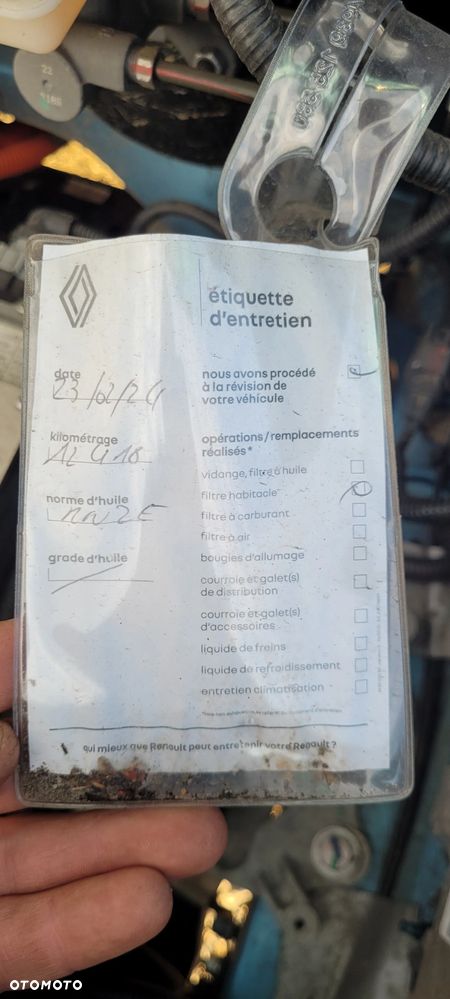 22
étiquette
d'entretien
date
23/02/24
nous avons procédé
à la révision de
votre véhicule
kilométrage
12418
opérations/remplacements
réalisés*
vidange, filtre à huile
norme d'huile
filtre habitacle
filtre à carburant
filtre à air
grade d'huile
bougies d'allumage
courroie et galet(s)
de distribution
courroie et galet(s)
d'accessoires
liquide de freins
liquide de refroidissement
entretien climatisation
qui mieux que Renault peut entretenir votre Renault ?
OTOMOTO